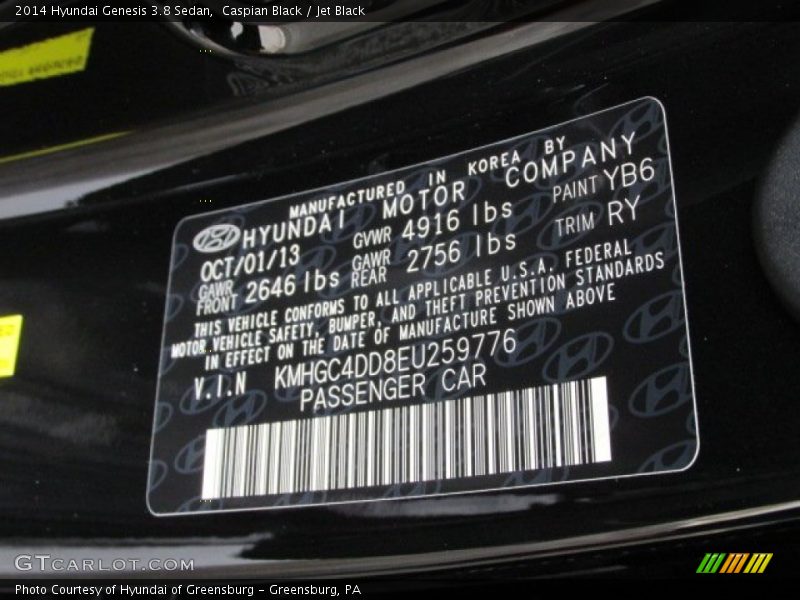 2014 Hyundai Genesis 3.8 Sedan, Caspian Black / Jet Black
MANUFACTURED IN KOREA BY
HYUNDAI MOTOR COMPANY
OCT/01/13 GVWR 4916 lbs PAINT YB6
GAWR FRONT 2646 lbs GAWR REAR 2756 lbs TRIM RY
THIS VEHICLE CONFORMS TO ALL APPLICABLE U.S.A. FEDERAL
MOTOR VEHICLE SAFETY, BUMPER, AND THEFT PREVENTION STANDARDS
IN EFFECT ON THE DATE OF MANUFACTURE SHOWN ABOVE
V.I.N KMHGC4DD8EU259776
PASSENGER CAR
GTCARLOT.COM
Photo Courtesy of Hyundai of Greensburg - Greensburg, PA